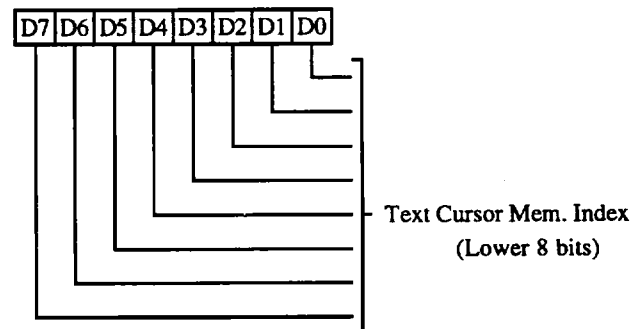 D7 D6 D5 D4 D3 D2 D1 D0
Text Cursor Mem. Index
(Lower 8 bits)